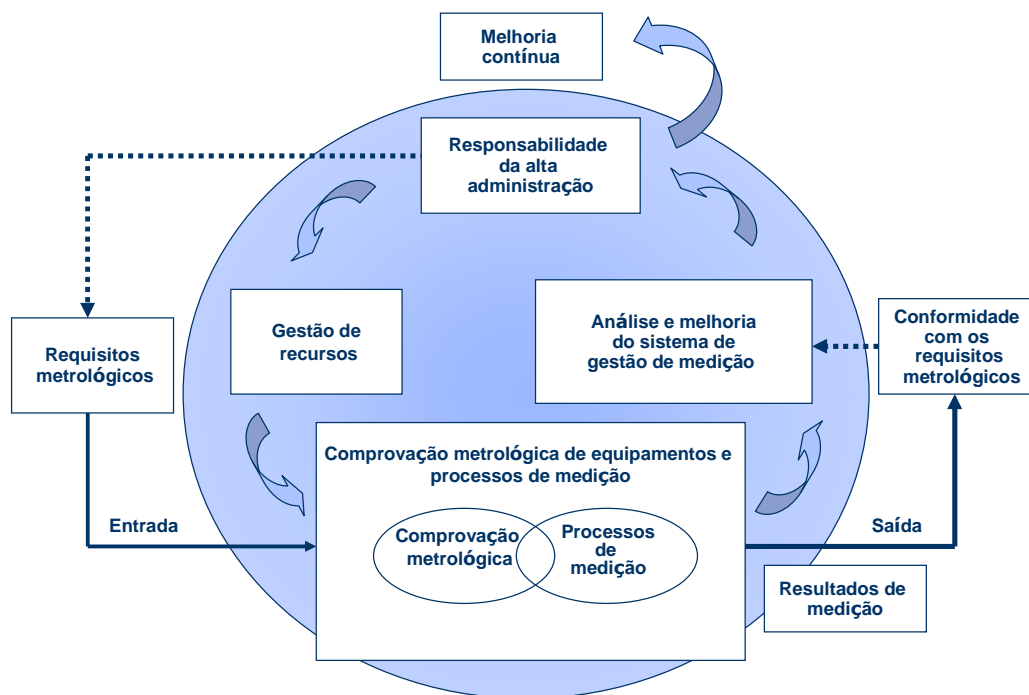 Melhoria
contínua
Responsabilidade
da alta
administração
Gestão de
recursos
Análise e melhoria
do sistema de
gestão de medição
Conformidade
com os
requisitos
metrológicos
Requisitos
metrológicos
Comprovação metrológica de equipamentos e
processos de medição
Entrada
Comprovação
metrológica
Processos
de
medição
Saída
Resultados de
medição